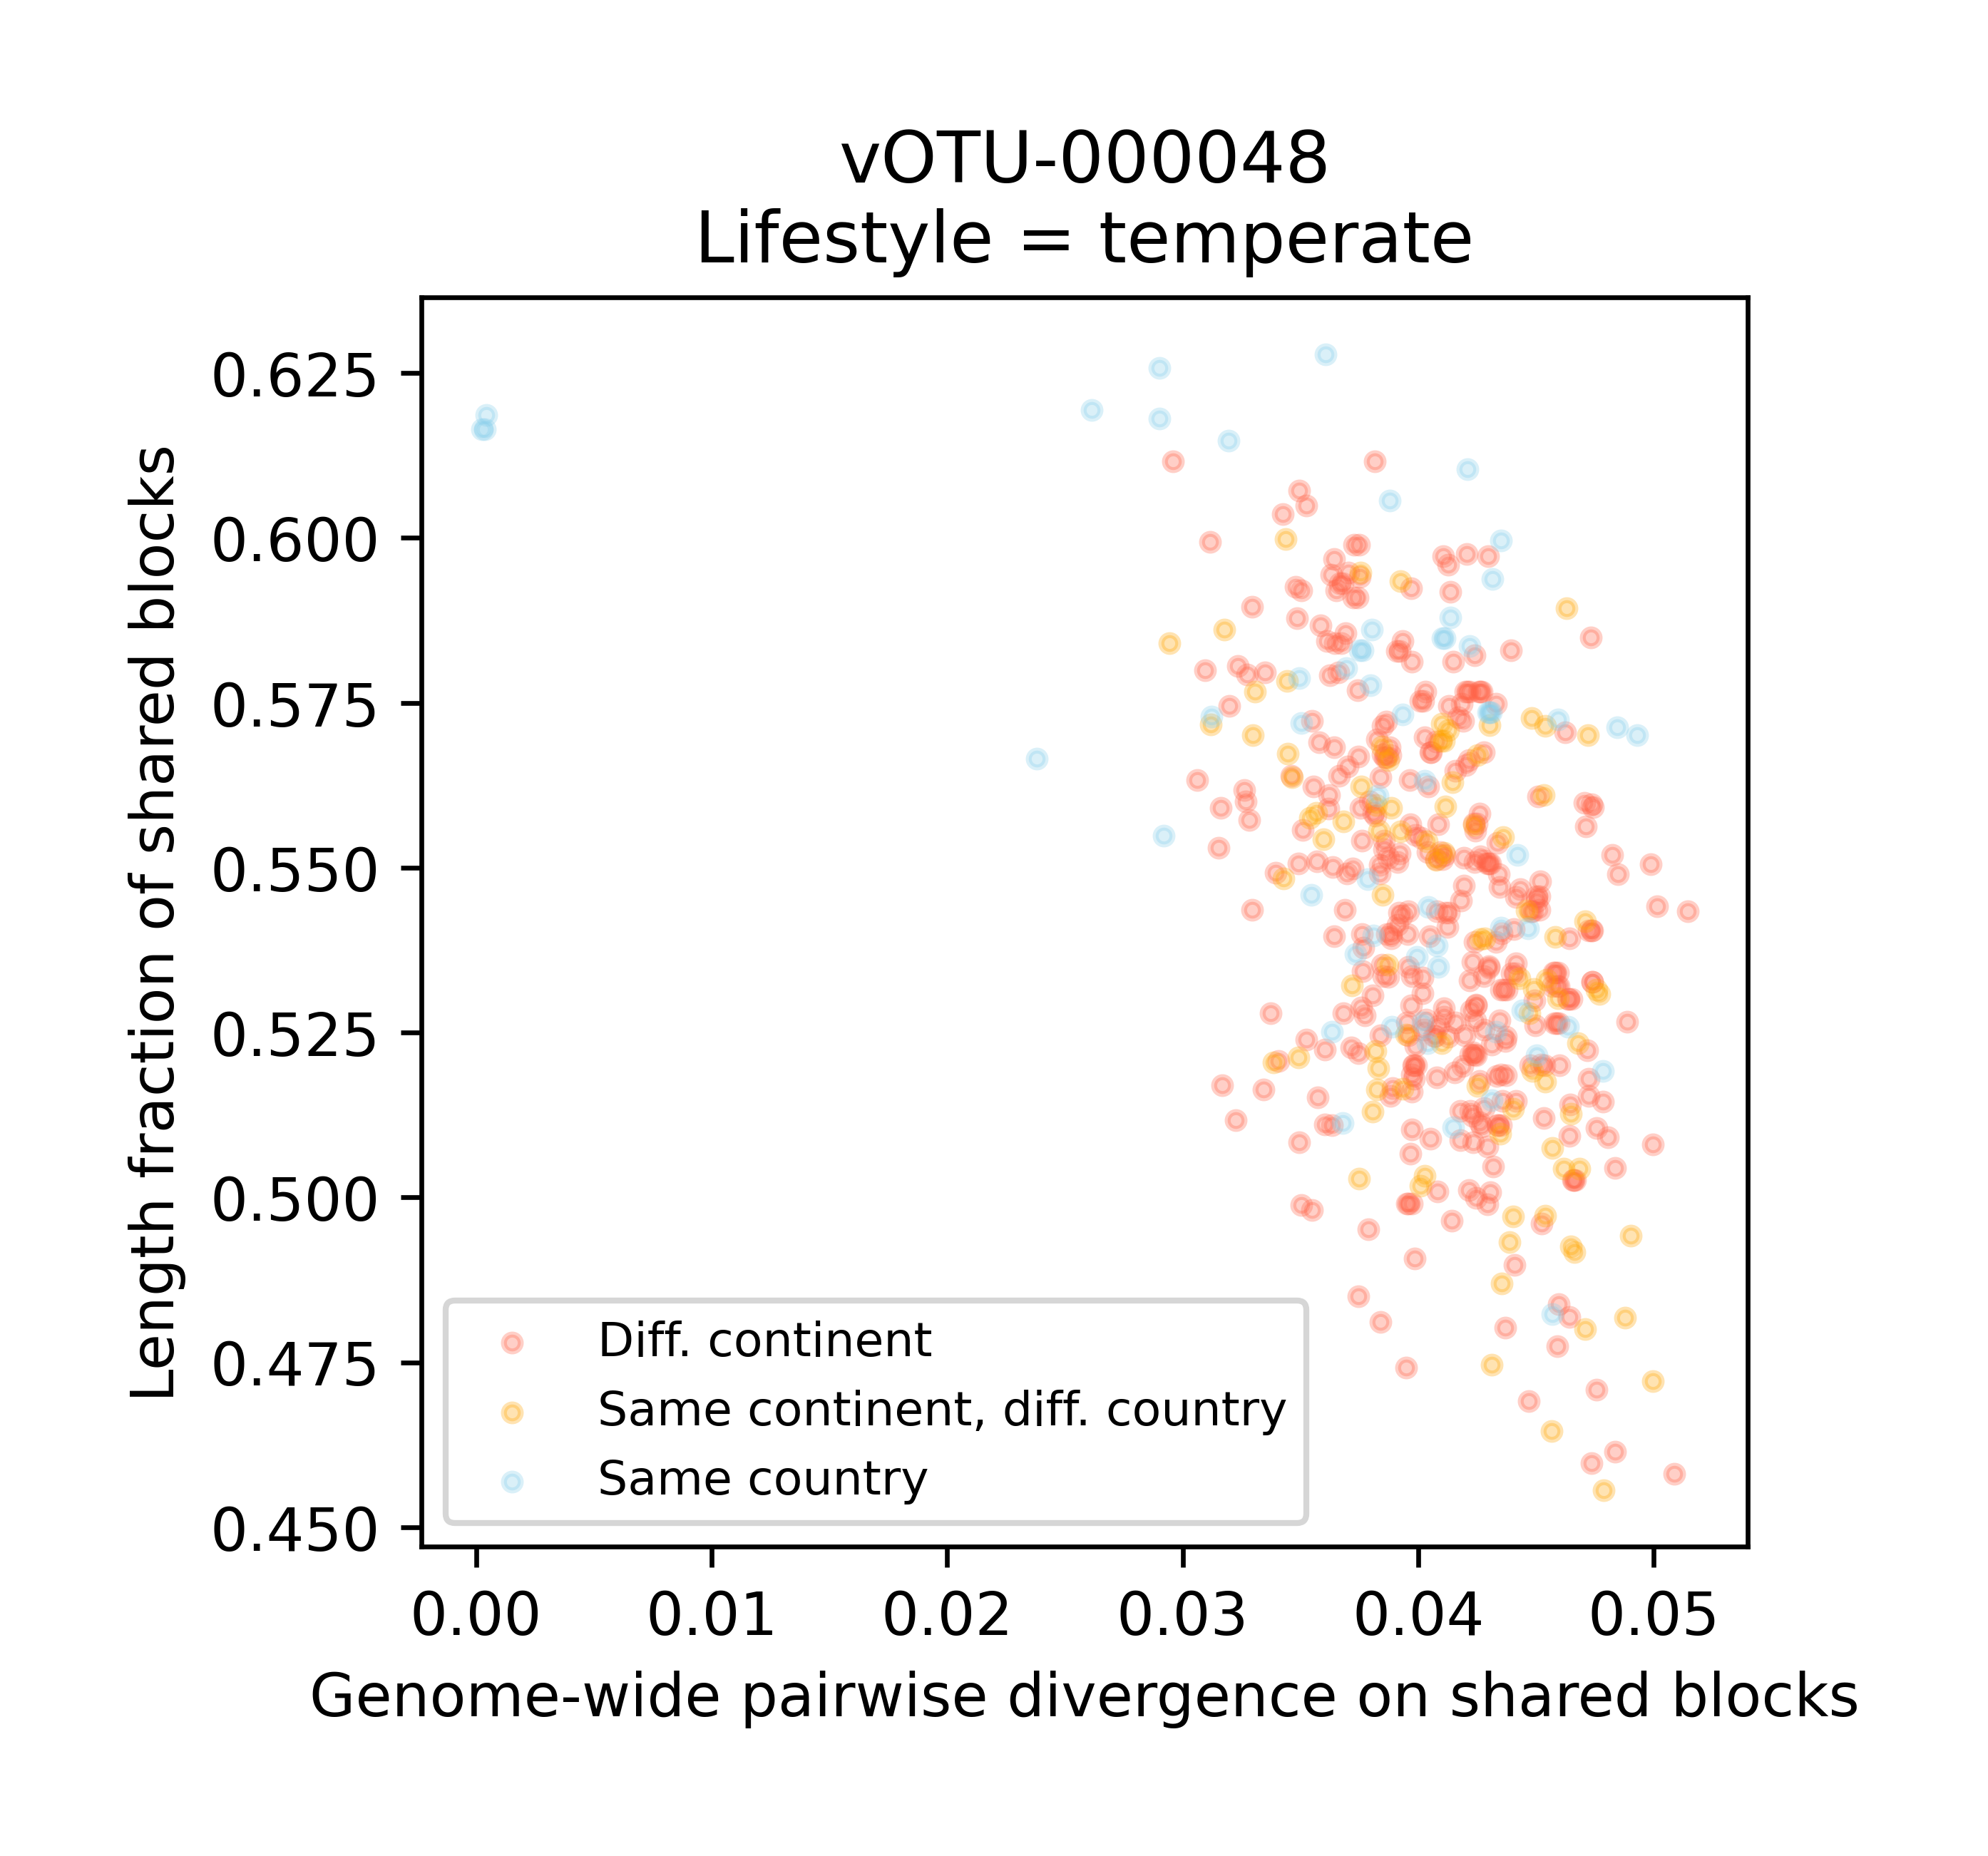 vOTU-000048
Lifestyle = temperate
Length fraction of shared blocks
0.625
0.600
0.575
0.550
0.525
0.500
0.475
0.450
Diff. continent
Same continent, diff. country
Same country
0.00 0.01 0.02 0.03 0.04 0.05
Genome-wide pairwise divergence on shared blocks